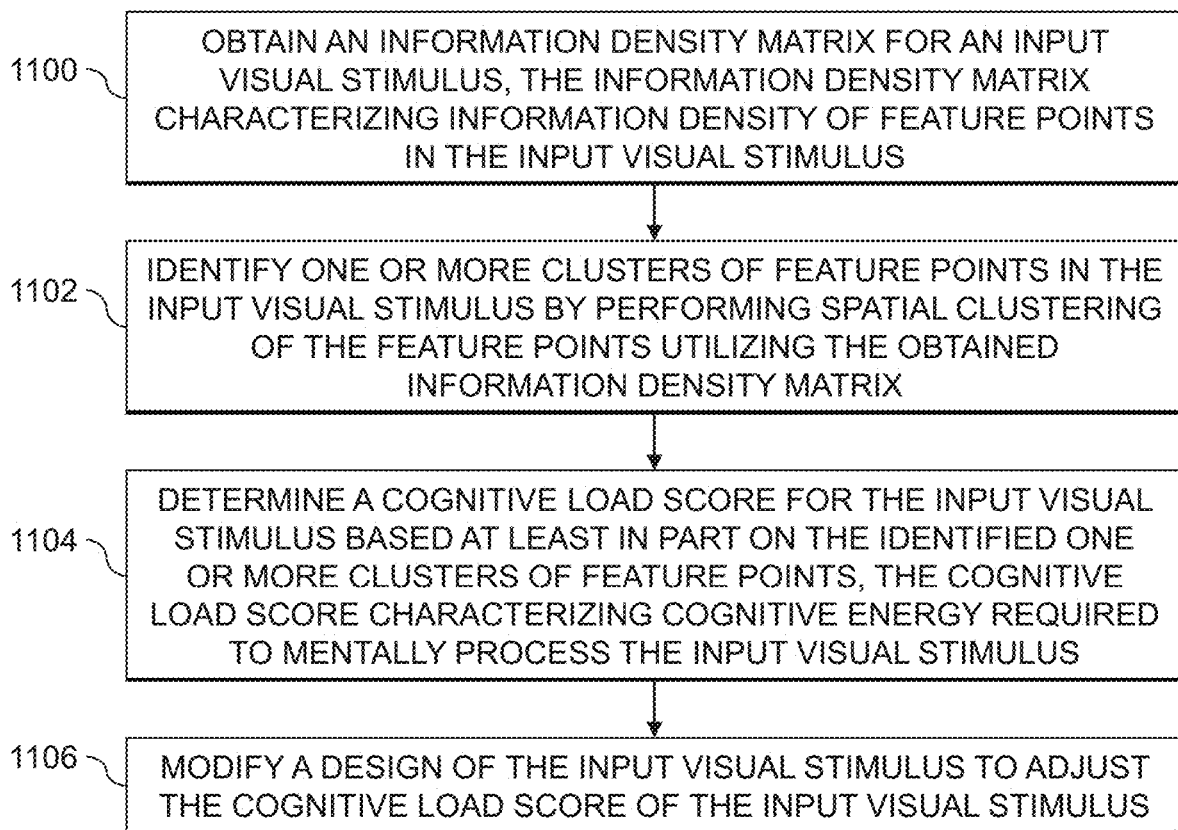 1100
OBTAIN AN INFORMATION DENSITY MATRIX FOR AN INPUT
VISUAL STIMULUS, THE INFORMATION DENSITY MATRIX
CHARACTERIZING INFORMATION DENSITY OF FEATURE POINTS
IN THE INPUT VISUAL STIMULUS
1102
IDENTIFY ONE OR MORE CLUSTERS OF FEATURE POINTS IN THE
INPUT VISUAL STIMULUS BY PERFORMING SPATIAL CLUSTERING
OF THE FEATURE POINTS UTILIZING THE OBTAINED
INFORMATION DENSITY MATRIX
1104
DETERMINE A COGNITIVE LOAD SCORE FOR THE INPUT VISUAL
STIMULUS BASED AT LEAST IN PART ON THE IDENTIFIED ONE
OR MORE CLUSTERS OF FEATURE POINTS, THE COGNITIVE
LOAD SCORE CHARACTERIZING COGNITIVE ENERGY REQUIRED
TO MENTALLY PROCESS THE INPUT VISUAL STIMULUS
1106
MODIFY A DESIGN OF THE INPUT VISUAL STIMULUS TO ADJUST
THE COGNITIVE LOAD SCORE OF THE INPUT VISUAL STIMULUS